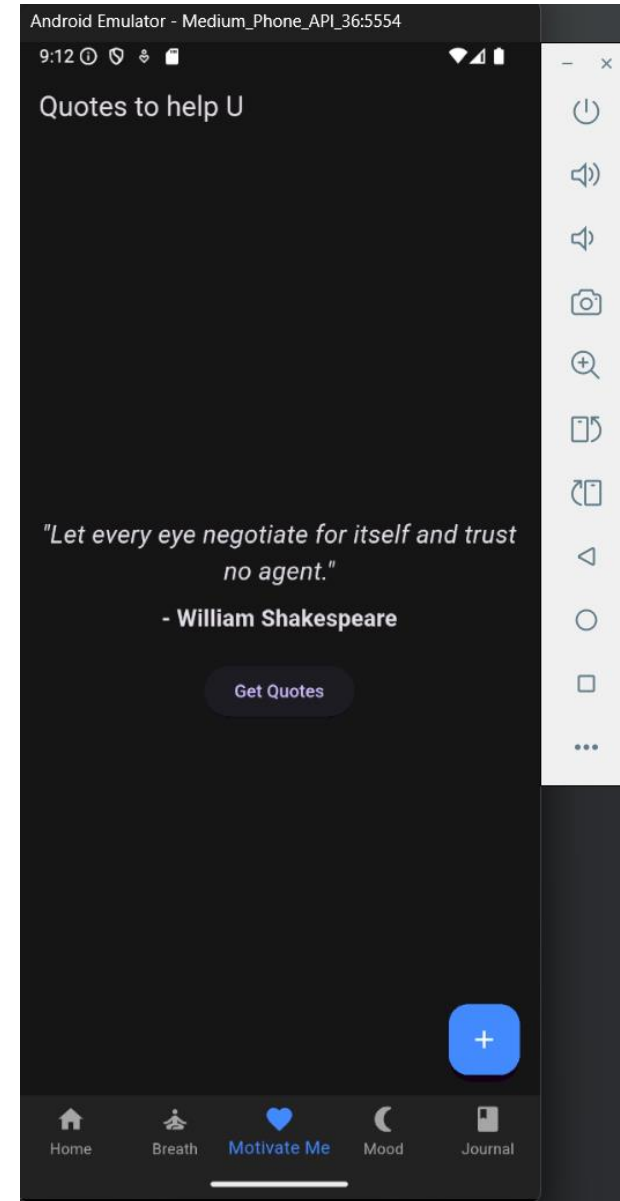 Android Emulator - Medium_Phone_API_36:5554
9:12
Quotes to help U
"Let every eye negotiate for itself and trust
no agent."
- William Shakespeare
Get Quotes
+
Home
Breath
Motivate Me
Mood
Journal